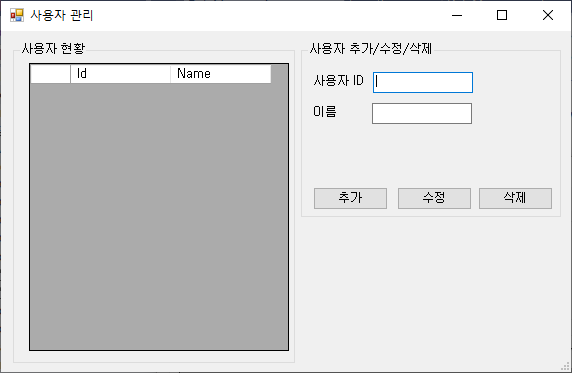 사용자 관리
사용자 현황
Id Name
사용자 추가/수정/삭제
사용자 ID
이름
추가 수정 삭제